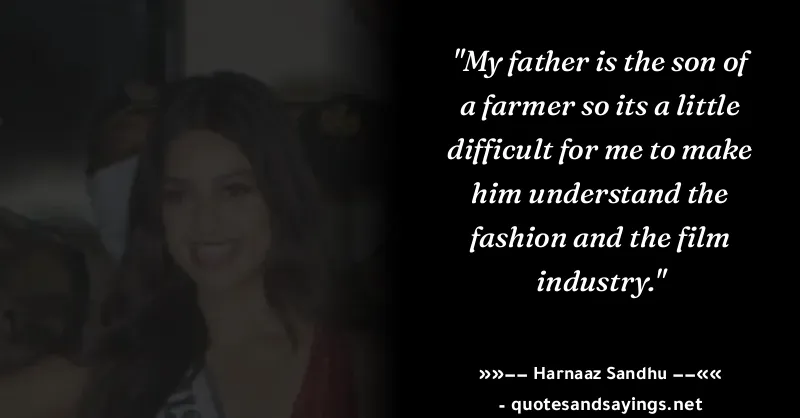 "My father is the son of
a farmer so its a little
difficult for me to make
him understand the
fashion and the film
industry."
»»–– Harnaaz Sandhu ––««
- quotesandsayings.net